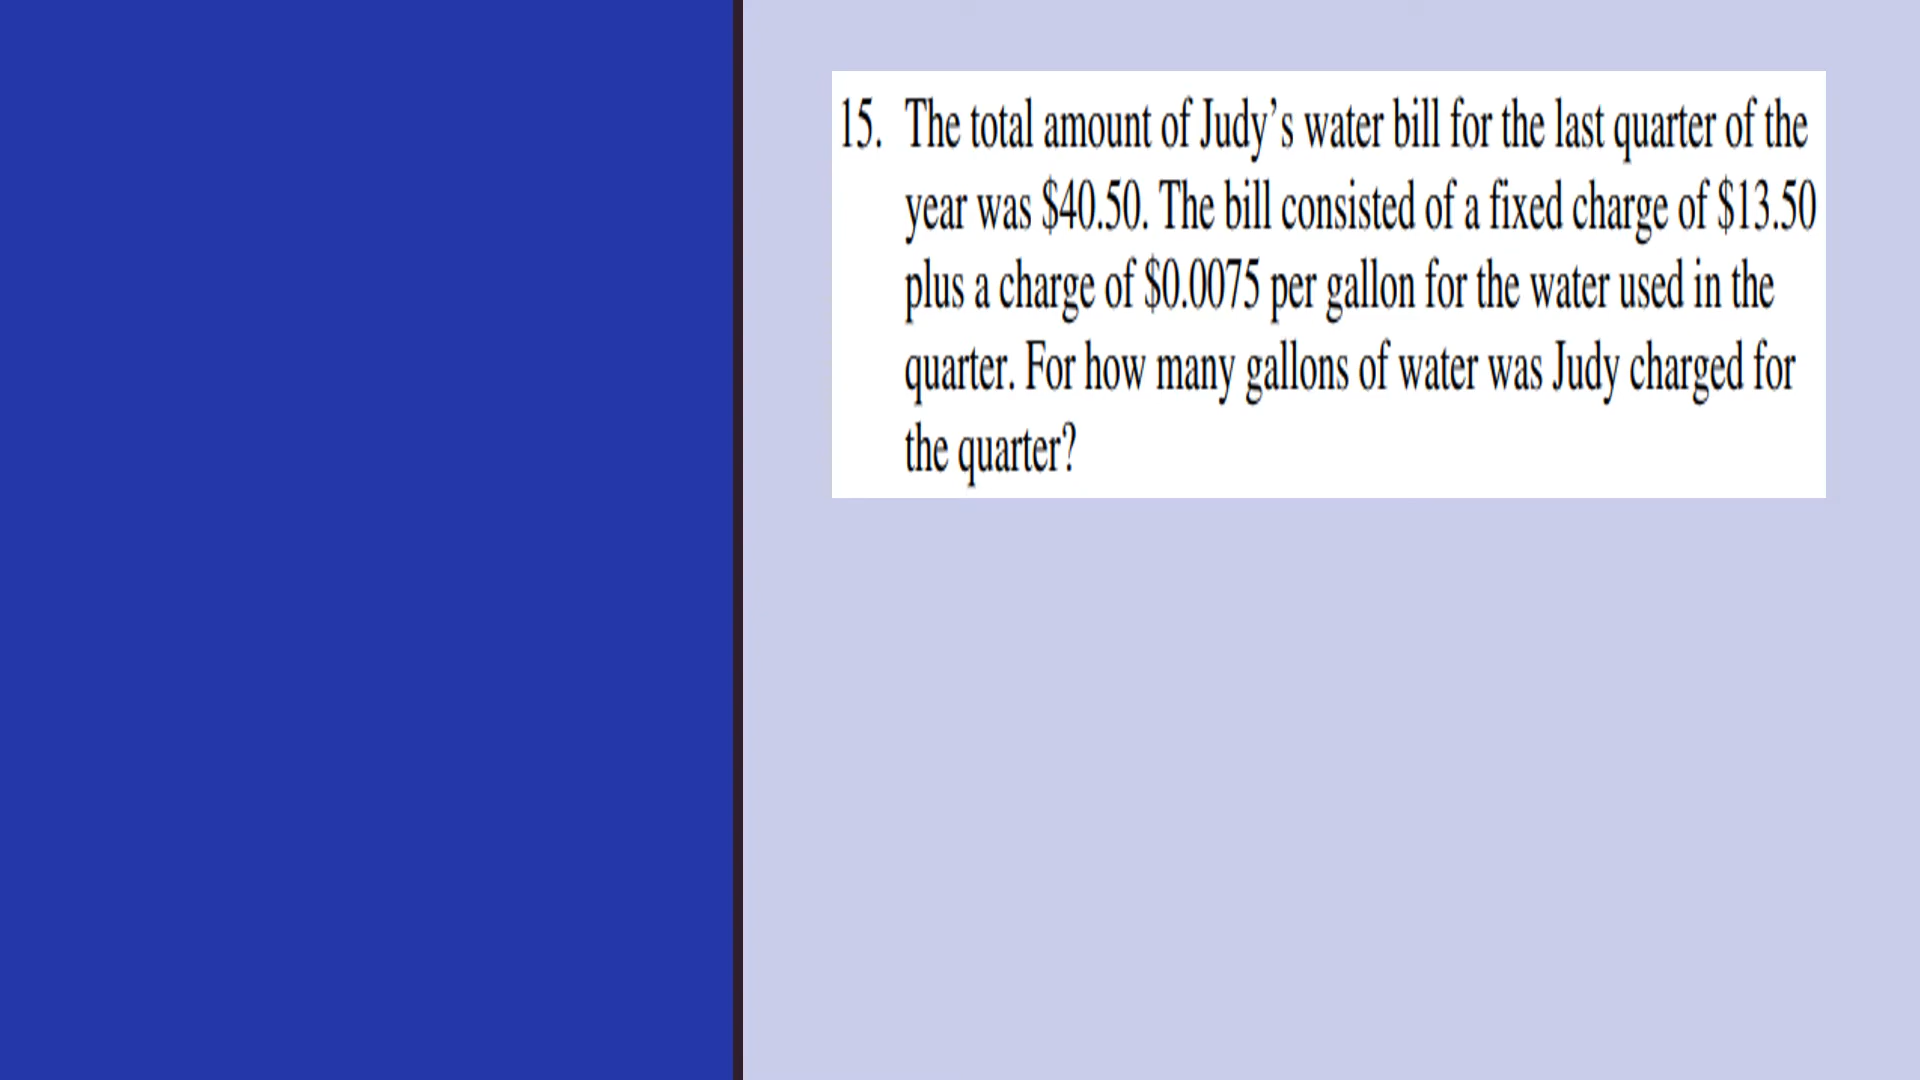 15. The total amount of Judy’s water bill for the last quarter of the
year was $40.50. The bill consisted of a fixed charge of $13.50
plus a charge of $0.0075 per gallon for the water used in the
quarter. For how many gallons of water was Judy charged for
the quarter?